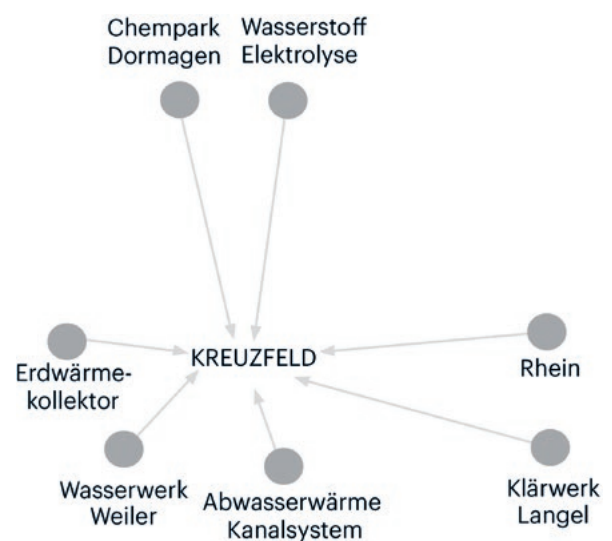 Chempark
Dormagen
Wasserstoff
Elektrolyse
KREUZFELD
Erdwärme-
kollektor
Rhein
Wasserwerk
Weiler
Abwasserwärme
Kanalsystem
Klärwerk
Langel